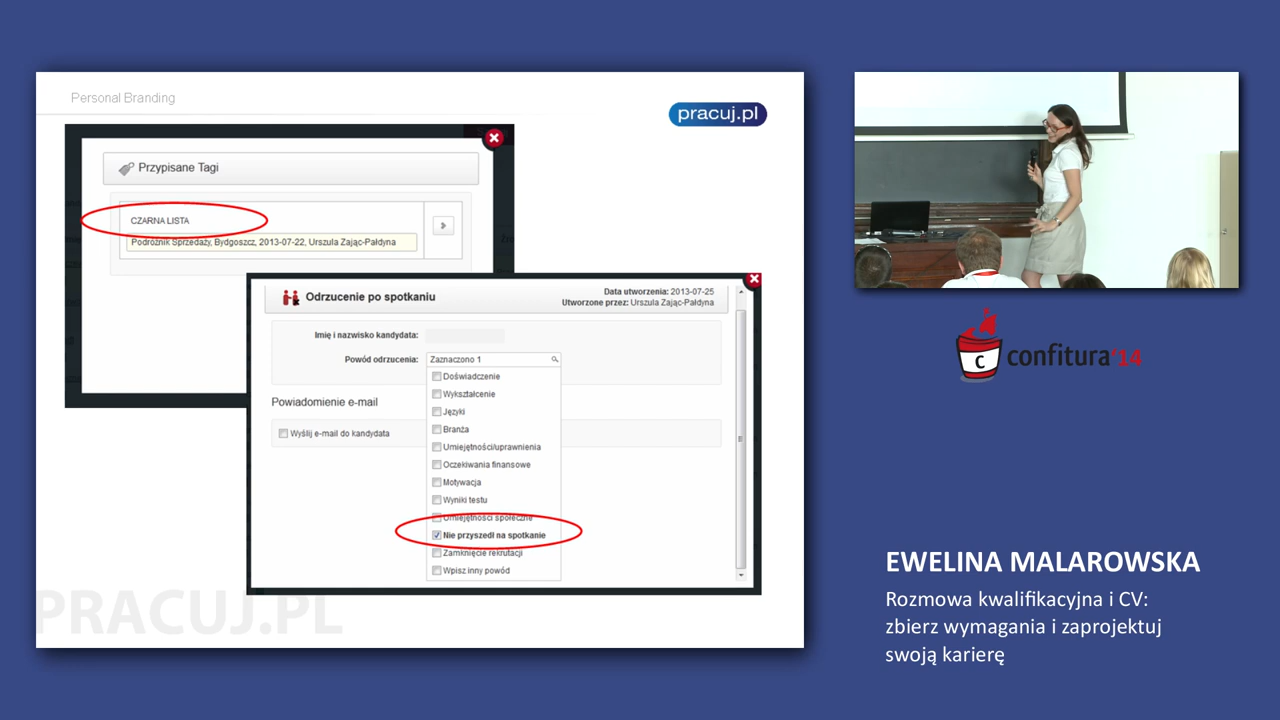 Personal Branding
pracuj.pl
Przypisane Tagi
CZARNA LISTA
Podróżnik Sprzedaży, Bydgoszcz, 2013-07-22, Urszula Zając-Pałdyna
Odrzucenie po spotkaniu
Data utworzenia: 2013-07-25
Utworzone przez: Urszula Zając-Pałdyna
Imię i nazwisko kandydata:
Powód odrzucenia: Zaznaczono 1
Doświadczenie
Wykształcenie
Języki
Branża
Umiejętności/uprawnienia
Oczekiwania finansowe
Motywacja
Wyniki testu
Umiejętności społeczne
Nie przyszedł na spotkanie
Zamknięcie rekrutacji
Wpisz inny powód
Powiadomienie e-mail
Wyślij e-mail do kandydata
PRACUJ.PL
C confitura'14
EWELINA MALAROWSKA
Rozmowa kwalifikacyjna i CV:
zbierz wymagania i zaprojektuj
swoją karierę